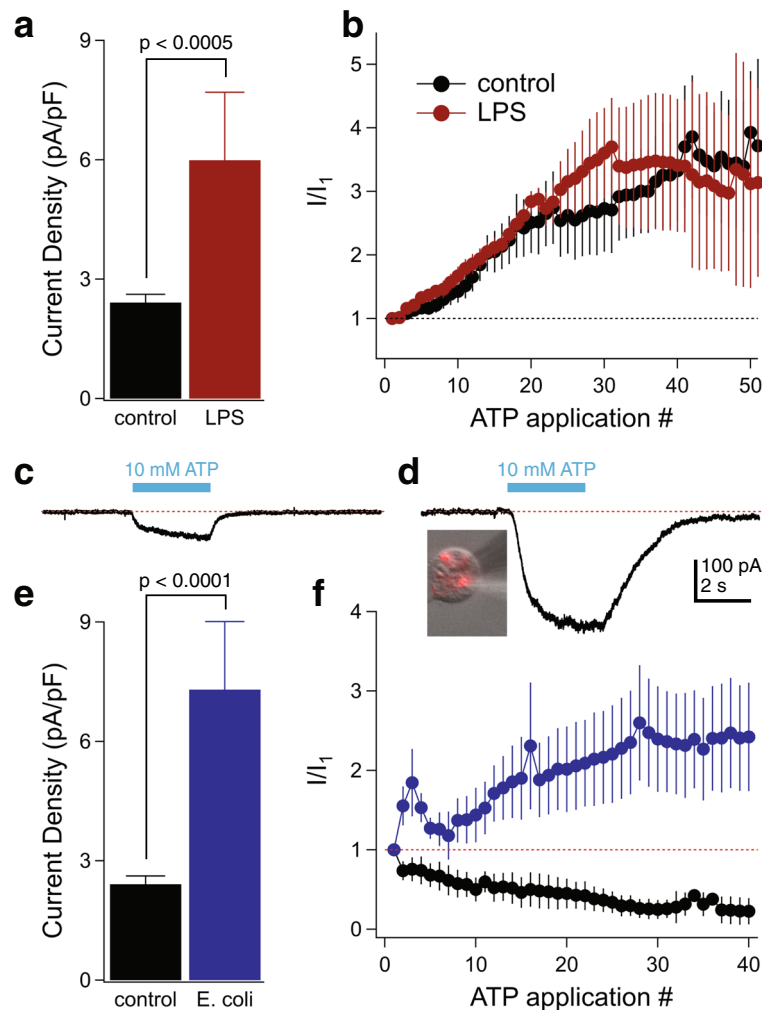 a
9
6
3
0
Current Density (pA/pF)
p < 0.0005
control
LPS
b
5
4
3
2
1
I/I1
control
LPS
0
10
20
30
40
50
ATP application #
c
10 mM ATP
d
10 mM ATP
100 pA
2 s
e
9
6
3
0
Current Density (pA/pF)
p < 0.0001
control
E. coli
f
4
3
2
1
0
I/I1
0
10
20
30
40
ATP application #